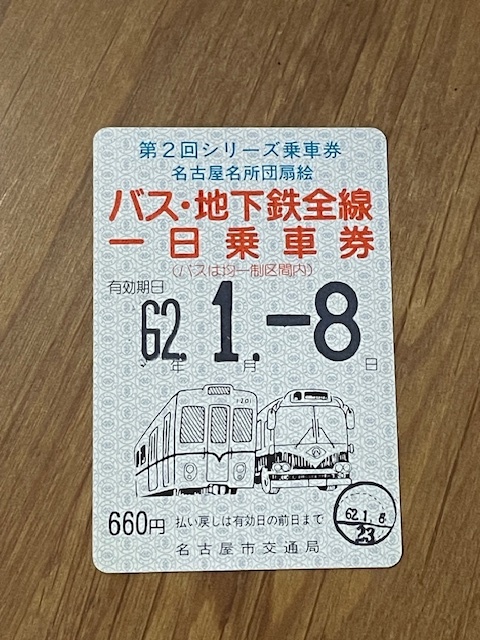 第2回シリーズ乗車券
名古屋名所団扇絵
バス・地下鉄全線
一日乗車券
(バスは均一制区間内)
有効期日
62.1.-8
年 月 日
660円 払い戻しは有効日の前日まで
62.1.8
23
名古屋市交通局